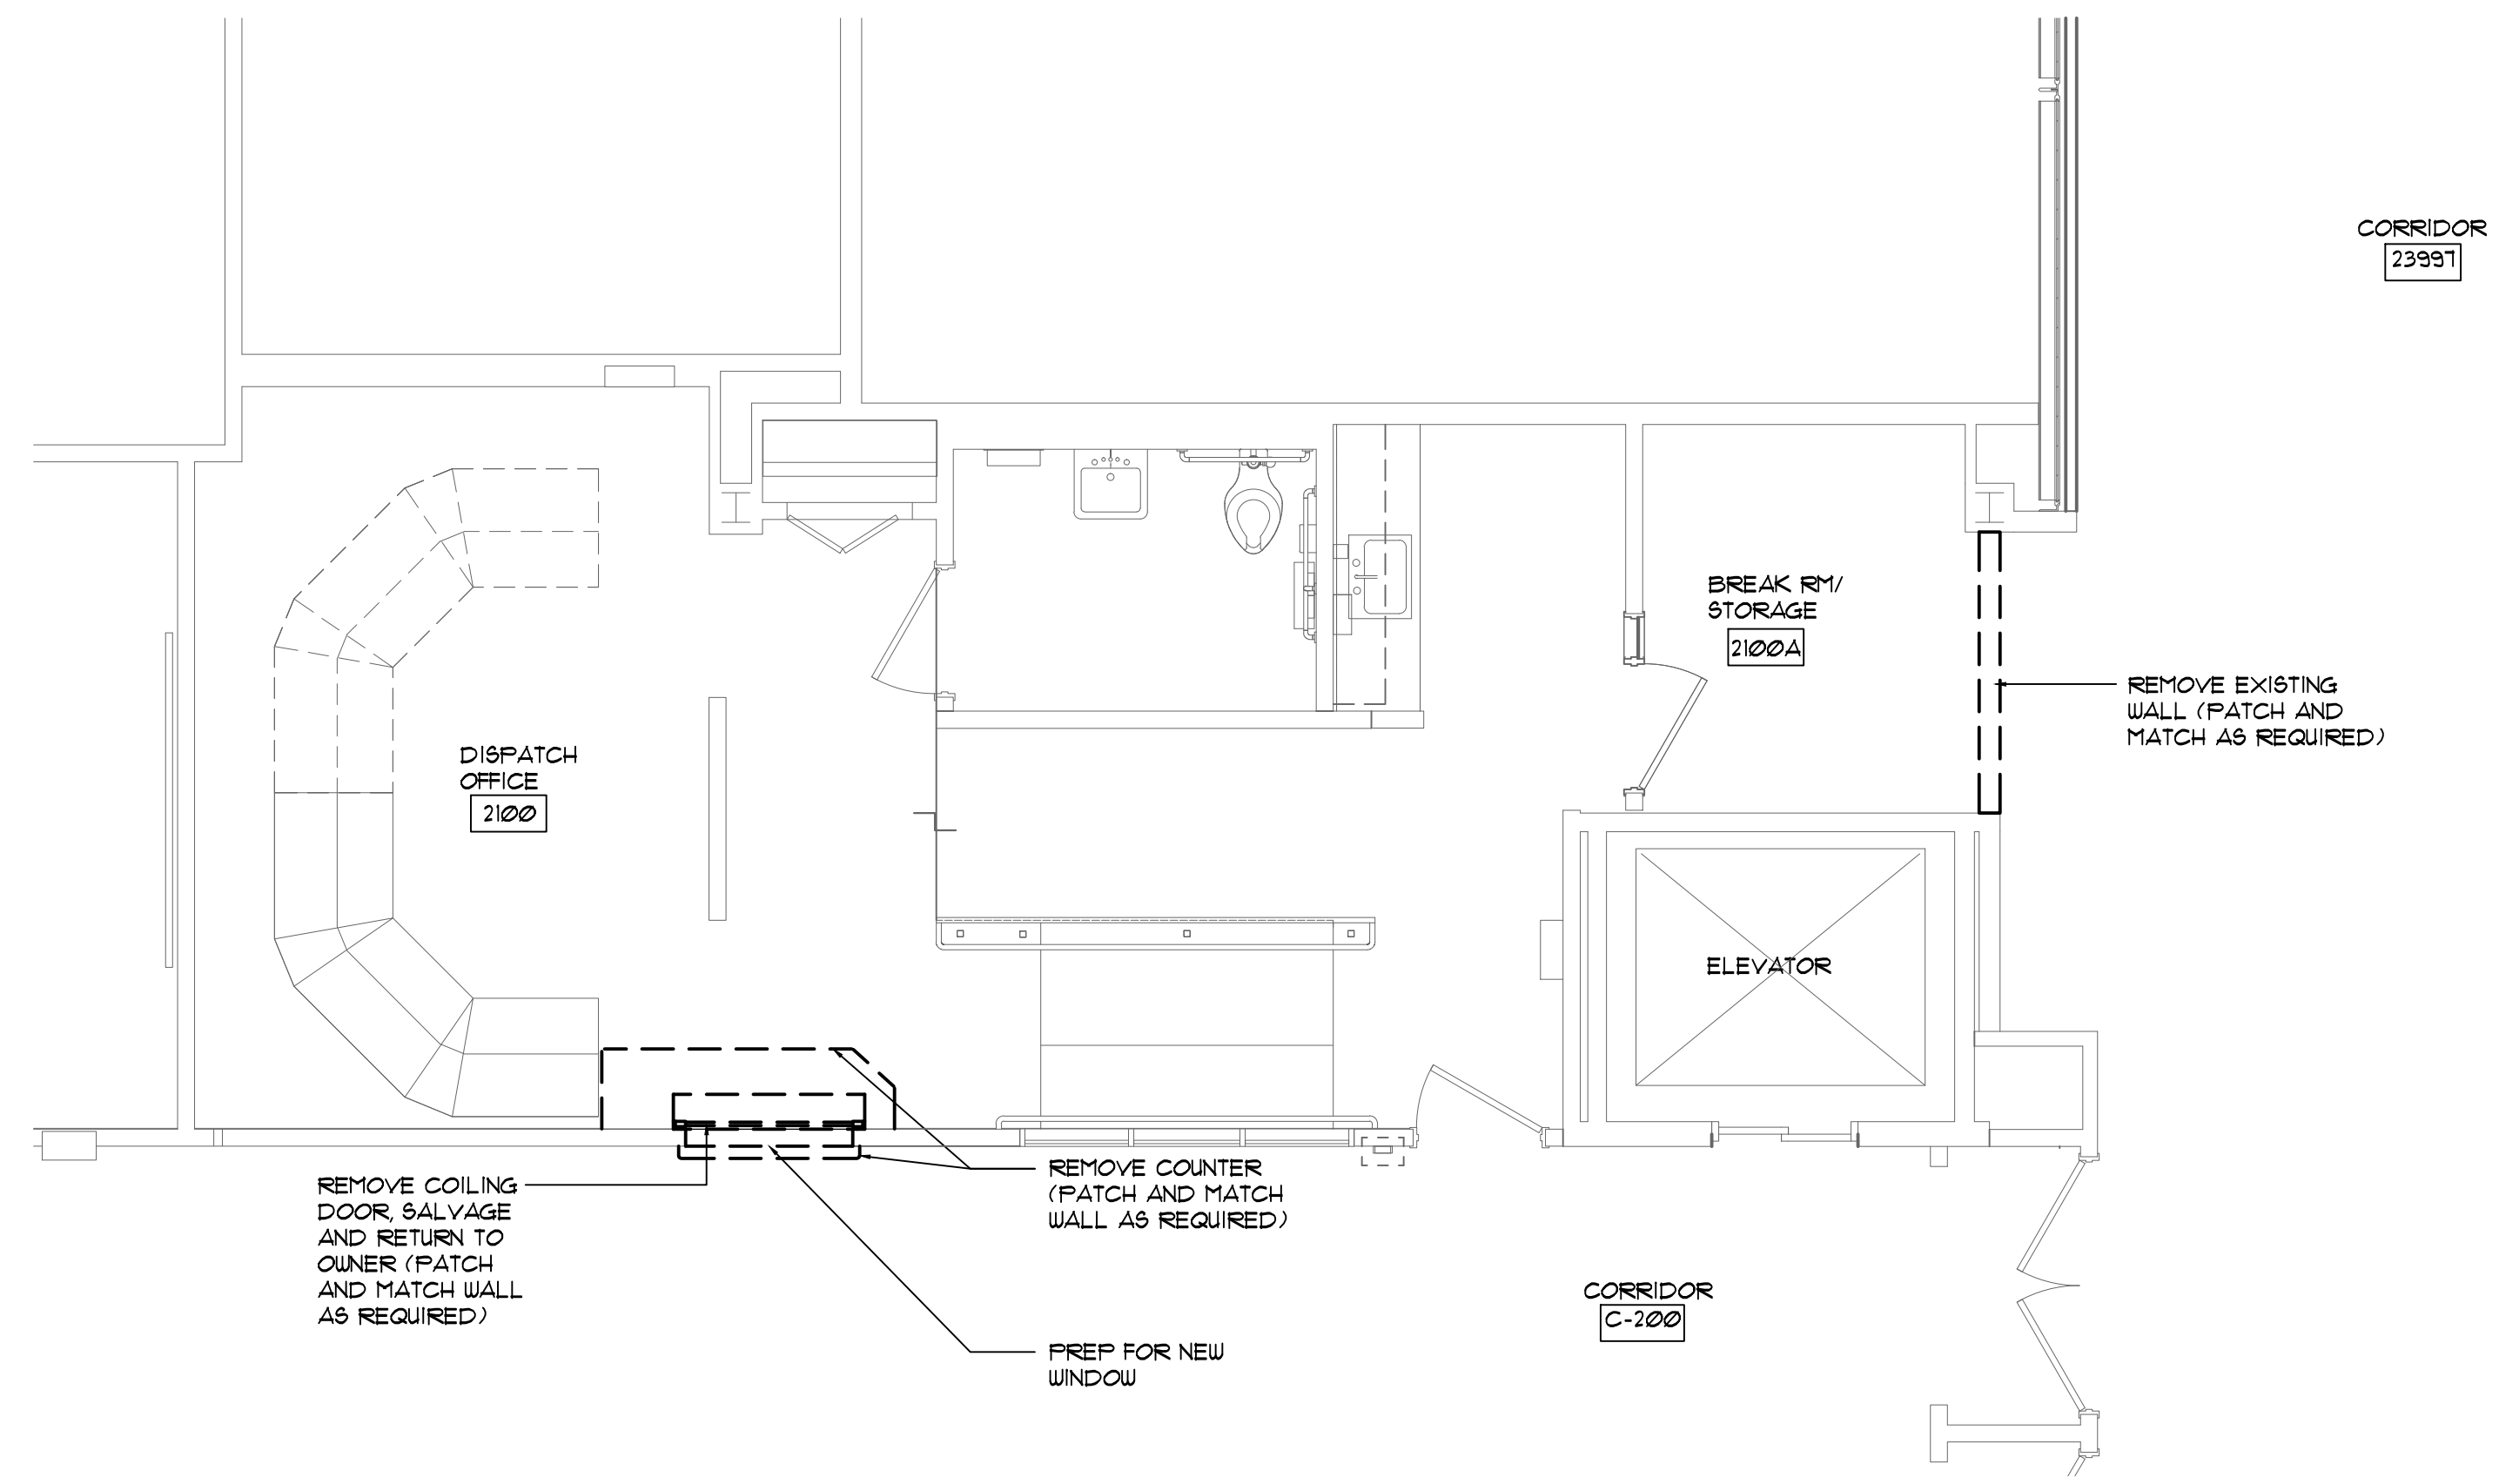 CORRIDOR
23997
BREAK RM/
STORAGE
2100A
REMOVE EXISTING
WALL (PATCH AND
MATCH AS REQUIRED)
DISPATCH
OFFICE
2100
ELEVATOR
REMOVE COILING
DOOR, SALVAGE
AND RETURN TO
OWNER (PATCH
AND MATCH WALL
AS REQUIRED)
REMOVE COUNTER
(PATCH AND MATCH
WALL AS REQUIRED)
PREP FOR NEW
WINDOW
CORRIDOR
C-200